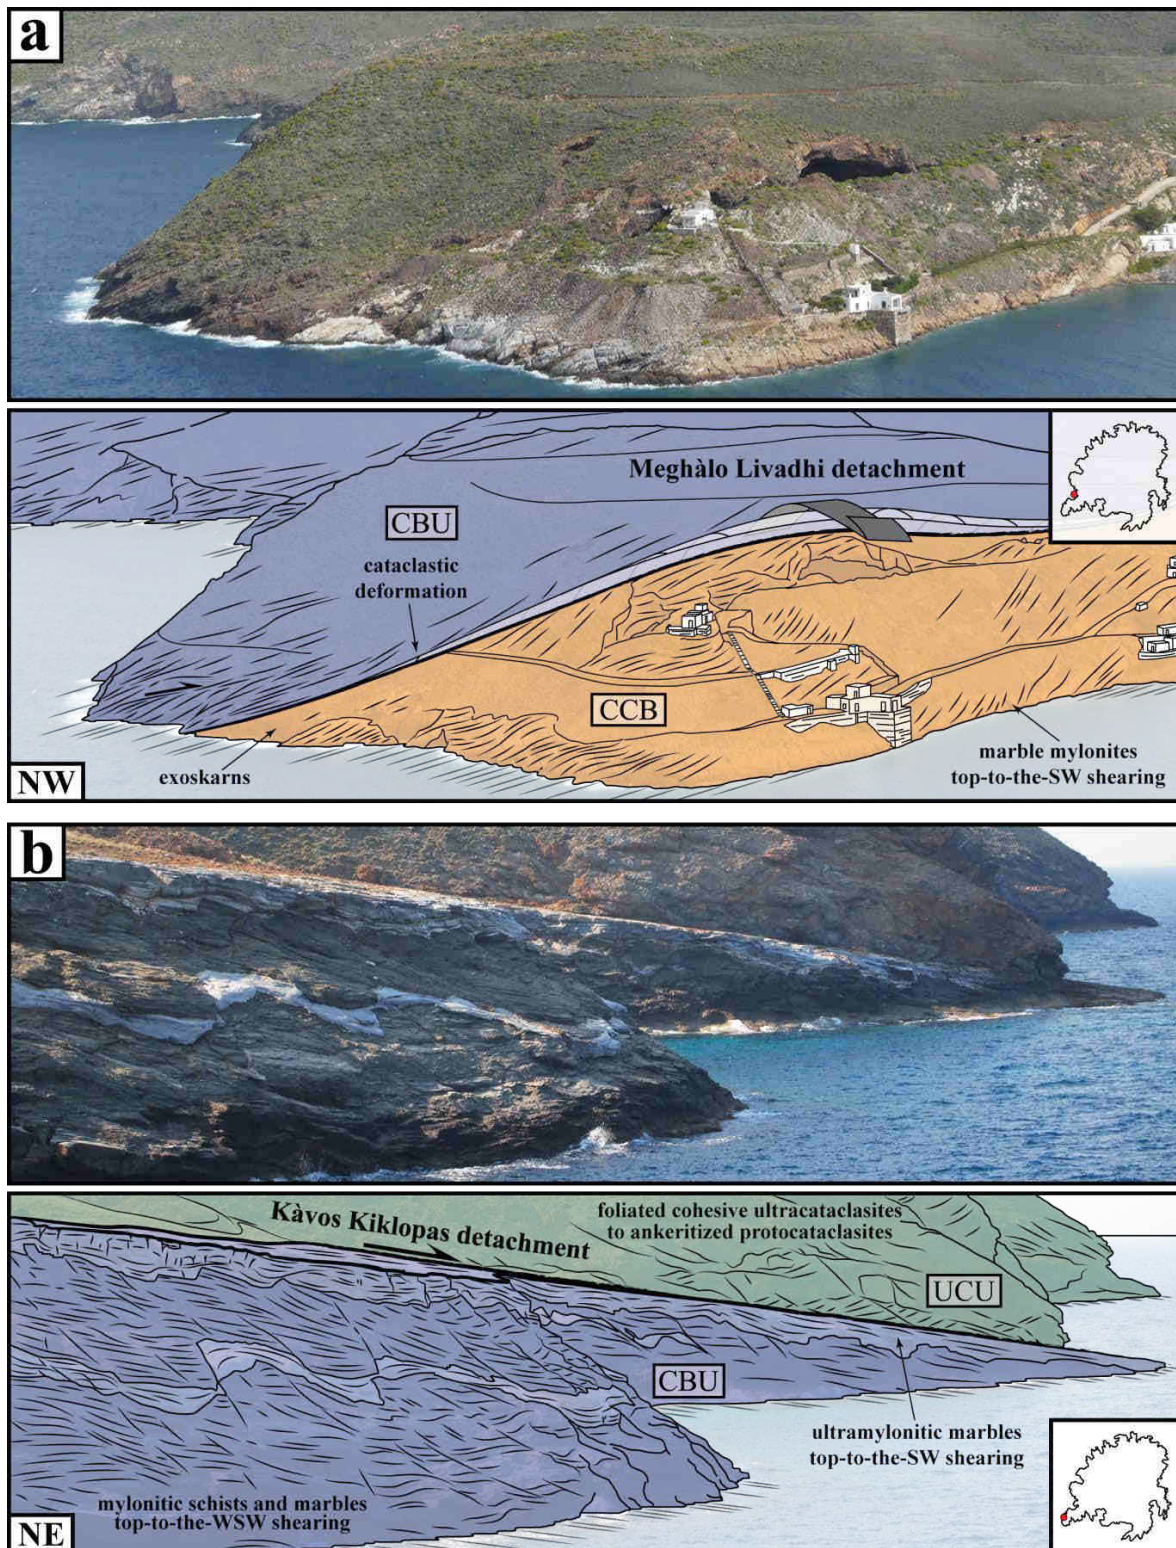 a
Meghàlo Livadhi detachment
CBU
cataclastic
deformation
CCB
exoskarns
marble mylonites
top-to-the-SW shearing
NW
b
Kàvos Kiklopas detachment
foliated cohesive ultracataclasites
to ankeritized protocataclasites
UCU
CBU
ultramylonitic marbles
top-to-the-SW shearing
mylonitic schists and marbles
top-to-the-WSW shearing
NE